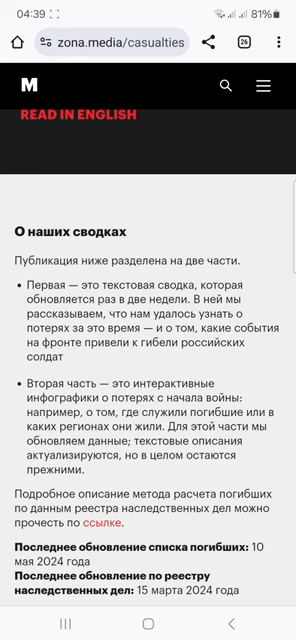 04:39 81%
zona.media/casualties 26
M
READ IN ENGLISH
О наших сводках
Публикация ниже разделена на две части.
• Первая — это текстовая сводка, которая
обновляется раз в две недели. В ней мы
рассказываем, что нам удалось узнать о
потерях за это время — и о том, какие события
на фронте привели к гибели российских
солдат
• Вторая часть — это интерактивные
инфографики о потерях с начала войны:
например, о том, где служили погибшие или в
каких регионах они жили. Для этой части мы
обновляем данные; текстовые описания
актуализируются, но в целом остаются
прежними.
Подробное описание метода расчета погибших
по данным реестра наследственных дел можно
прочесть по ссылке.
Последнее обновление списка погибших: 10
мая 2024 года
Последнее обновление по реестру
наследственных дел: 15 марта 2024 года